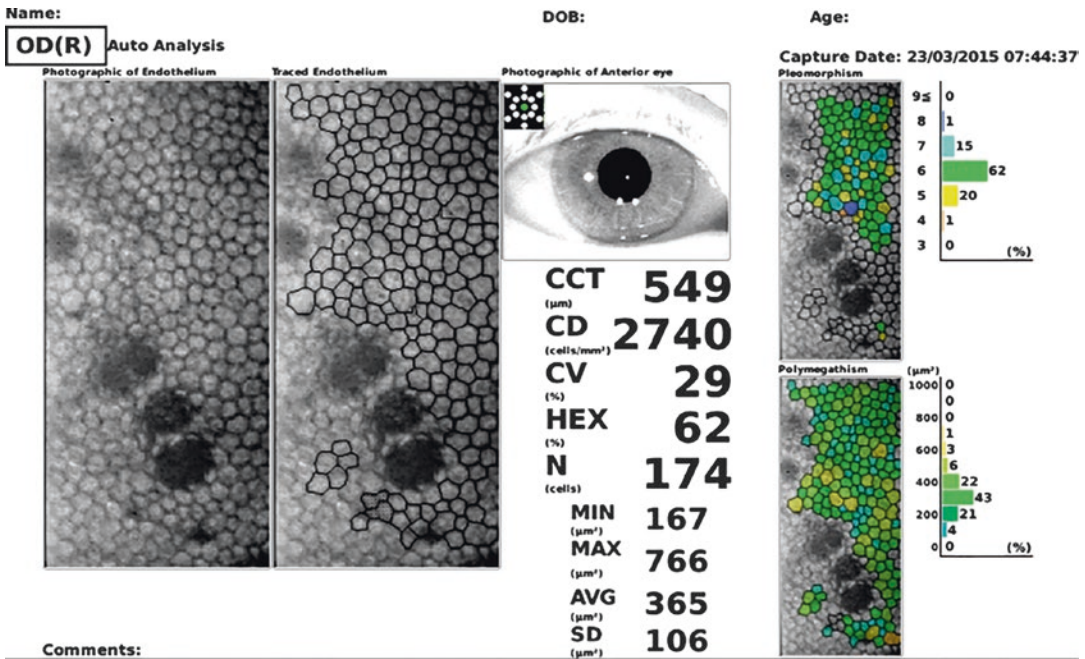 Name:
DOB:
Age:
OD(R) Auto Analysis
Capture Date: 23/03/2015 07:44:37
Photographic of Endothelium
Traced Endothelium
Photographic of Anterior eye
CCT (μm) 549
CD (cells/mm²) 2740
CV (%) 29
HEX (%) 62
N (cells) 174
MIN (μm²) 167
MAX (μm²) 766
AVG (μm²) 365
SD (μm²) 106
Pleomorphism
9≦ 0
8 1
7 15
6 62
5 20
4 1
3 0
(%)
Polymegathism (μm²)
1000 0
0
800 0
1
600 3
6
400 22
43
200 21
4
0 0
(%)
Comments: